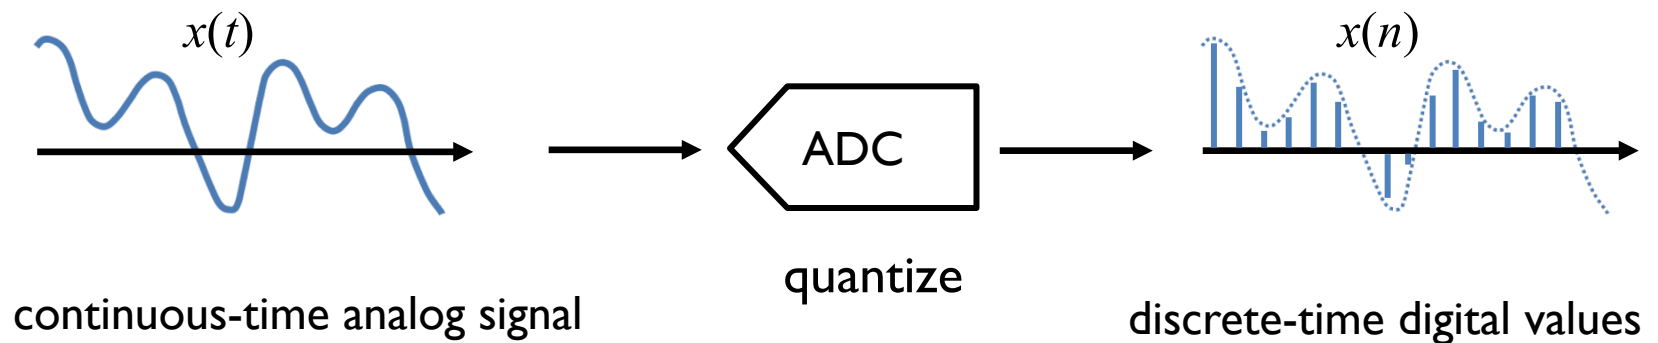 x(t)
x(n)
ADC
quantize
continuous-time analog signal
discrete-time digital values